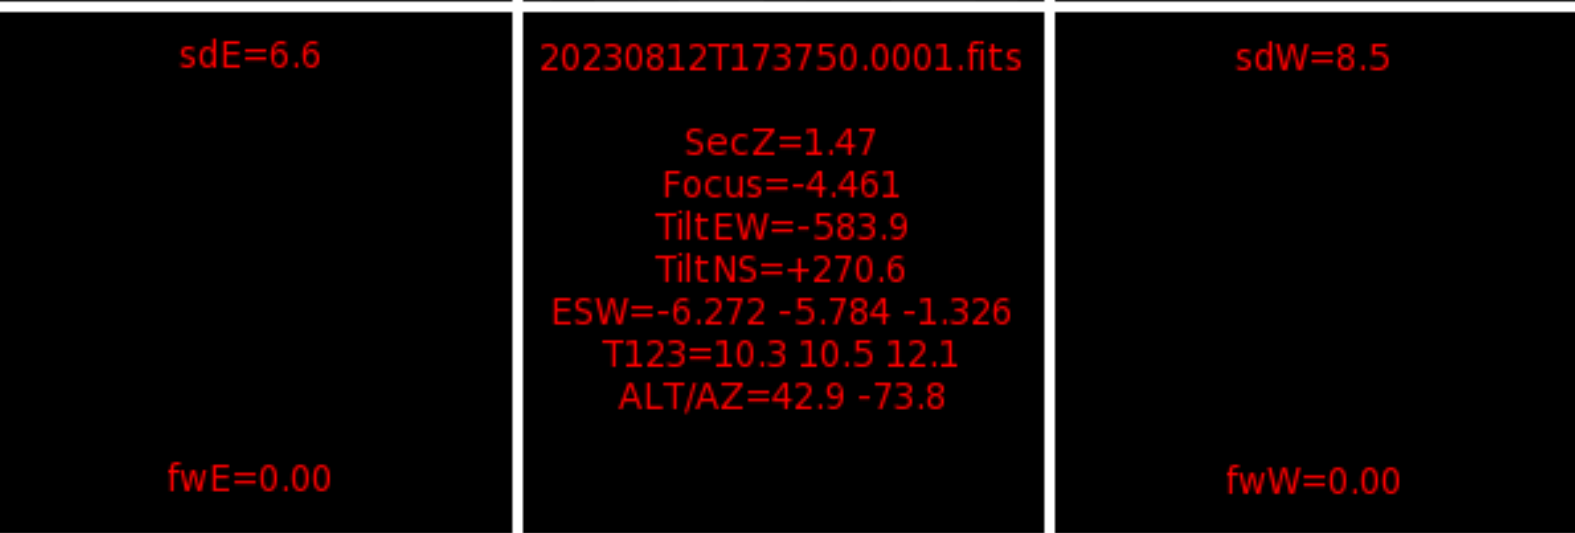 sdE=6.6
20230812T173750.0001.fits
sdW=8.5
SecZ=1.47
Focus=-4.461
TiltEW=-583.9
TiltNS=+270.6
ESW=-6.272 -5.784 -1.326
T123=10.3 10.5 12.1
ALT/AZ=42.9 -73.8
fwE=0.00
fwW=0.00